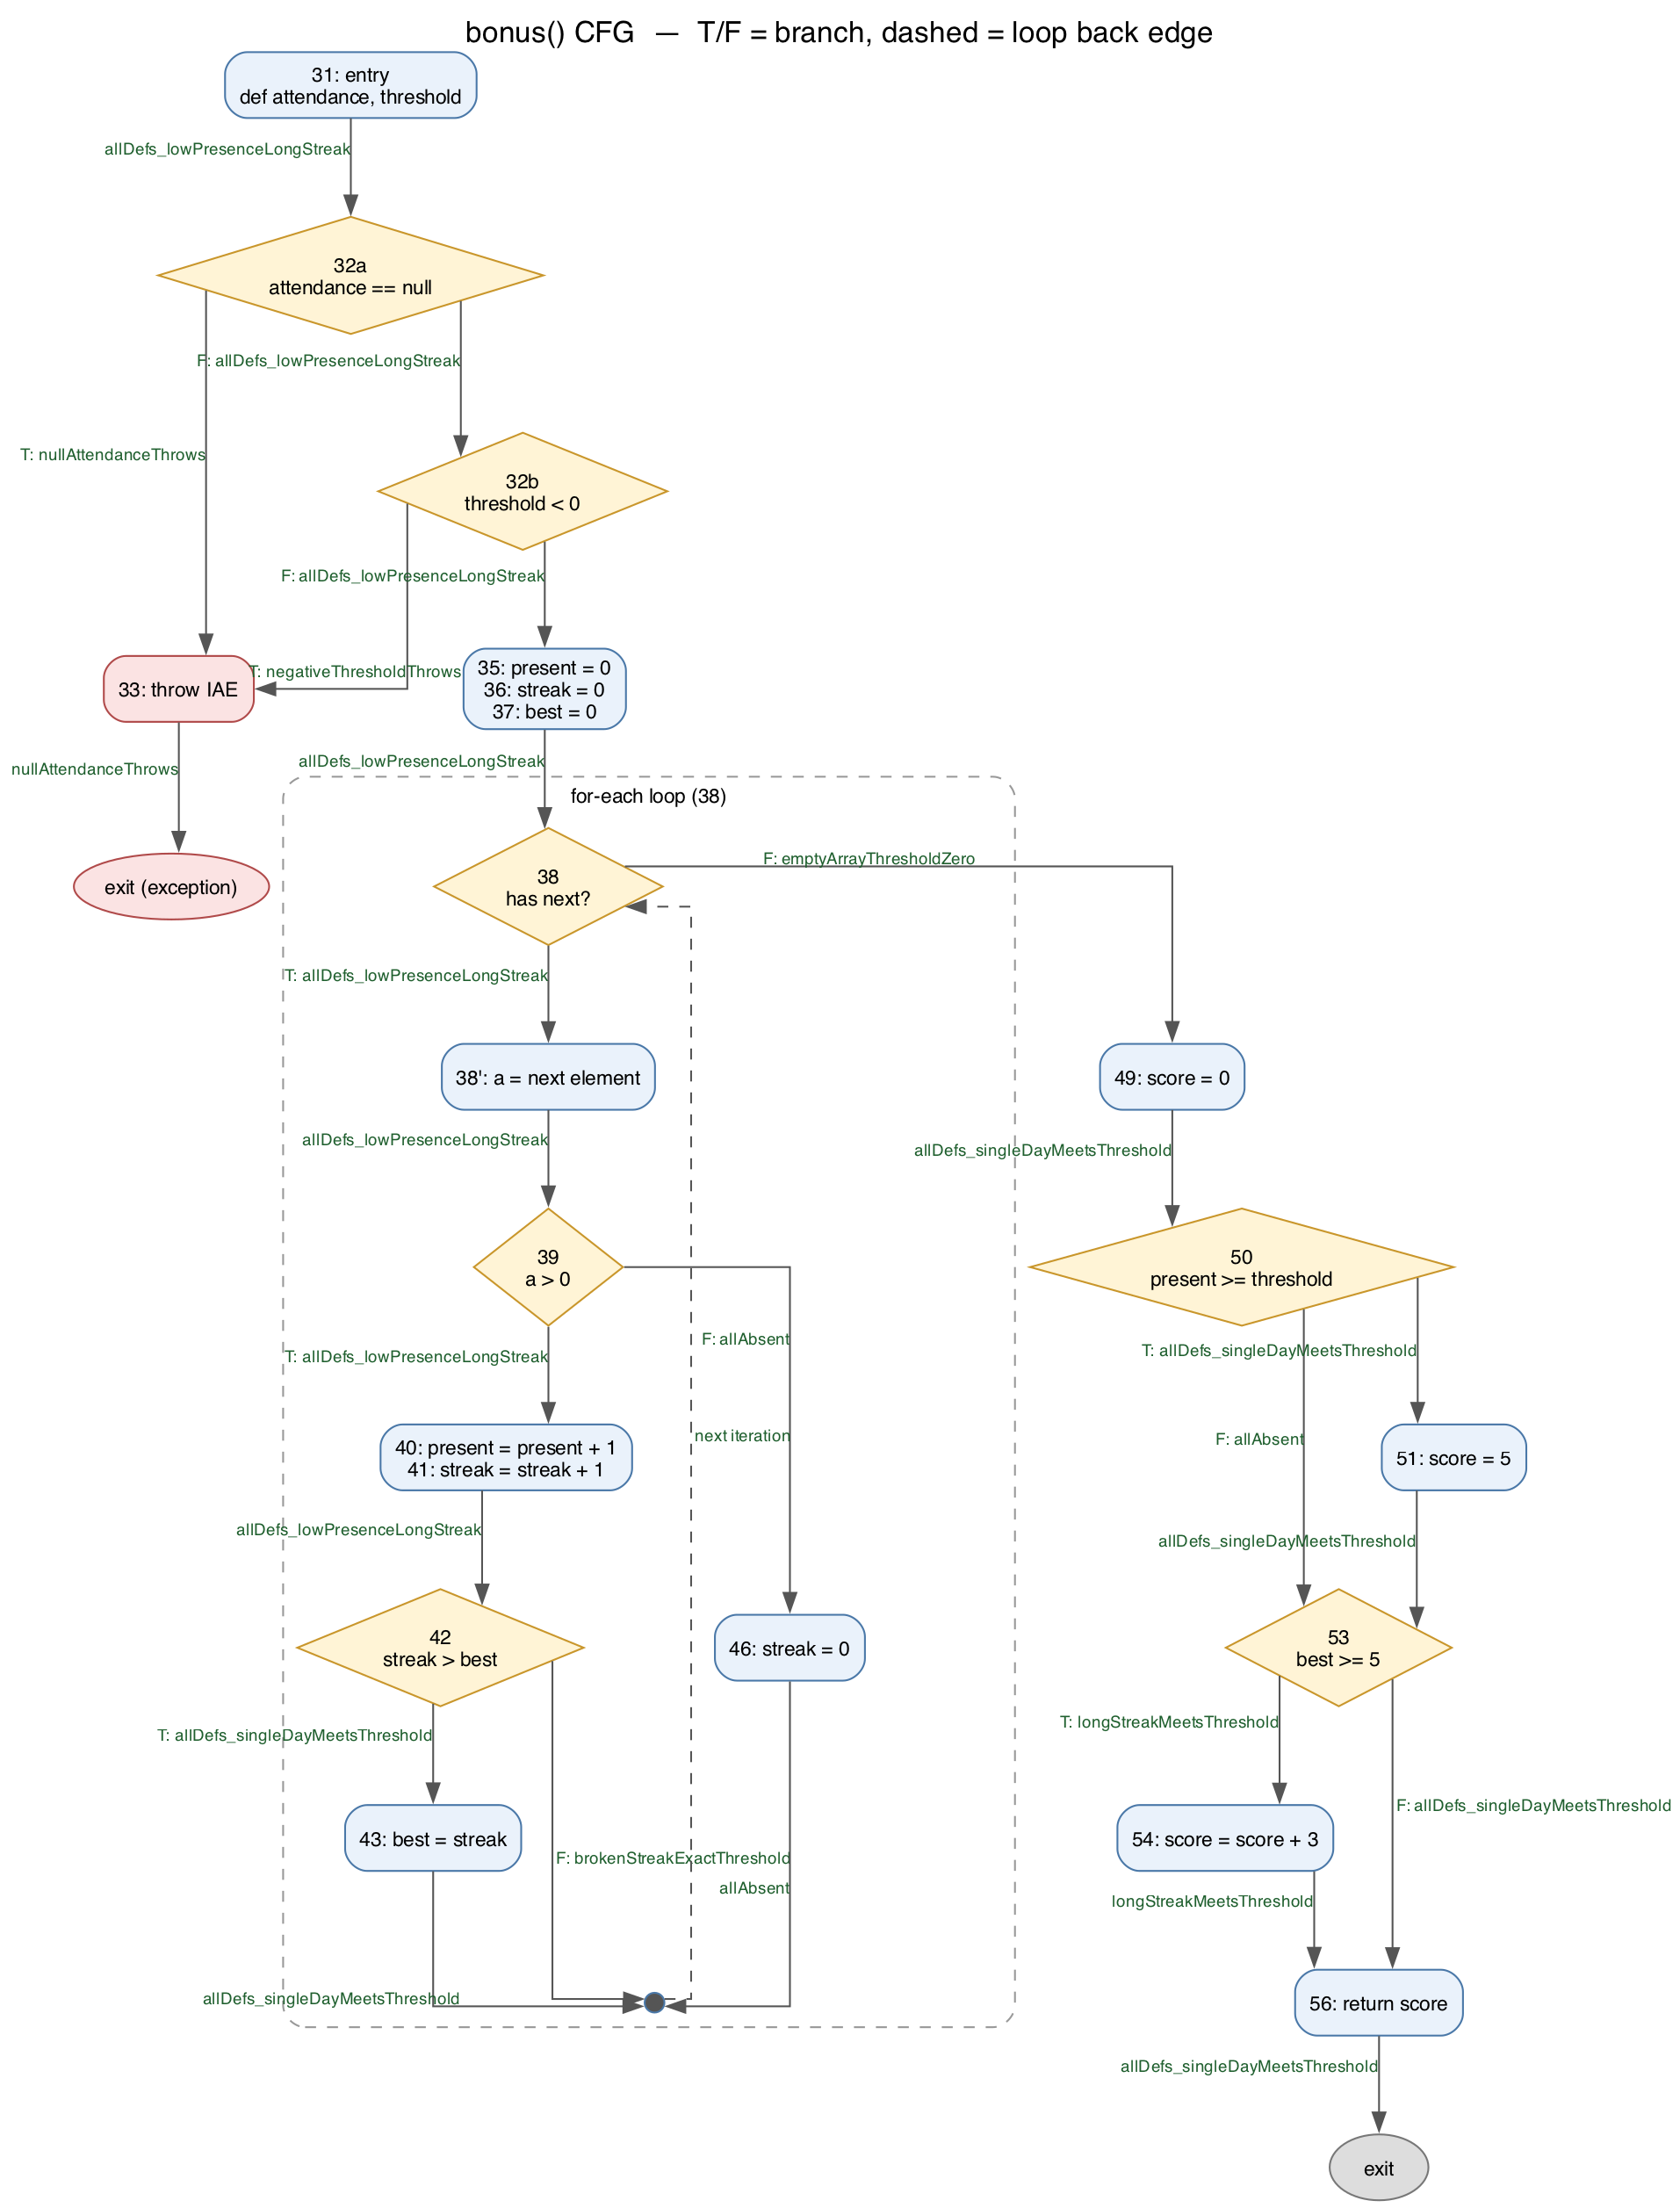 bonus() CFG — T/F = branch, dashed = loop back edge
31: entry
def attendance, threshold
allDefs_lowPresenceLongStreak
32a
attendance == null
F: allDefs_lowPresenceLongStreak
T: nullAttendanceThrows
32b
threshold < 0
F: allDefs_lowPresenceLongStreak
T: negativeThresholdThrows
33: throw IAE
35: present = 0
36: streak = 0
37: best = 0
nullAttendanceThrows
allDefs_lowPresenceLongStreak
exit (exception)
for-each loop (38)
38
has next?
F: emptyArrayThresholdZero
T: allDefs_lowPresenceLongStreak
38': a = next element
49: score = 0
allDefs_lowPresenceLongStreak
allDefs_singleDayMeetsThreshold
39
a > 0
50
present >= threshold
F: allAbsent
T: allDefs_lowPresenceLongStreak
T: allDefs_singleDayMeetsThreshold
next iteration
F: allAbsent
40: present = present + 1
41: streak = streak + 1
51: score = 5
allDefs_lowPresenceLongStreak
allDefs_singleDayMeetsThreshold
42
streak > best
46: streak = 0
53
best >= 5
T: allDefs_singleDayMeetsThreshold
T: longStreakMeetsThreshold
43: best = streak
F: brokenStreakExactThreshold
allAbsent
54: score = score + 3
F: allDefs_singleDayMeetsThreshold
longStreakMeetsThreshold
allDefs_singleDayMeetsThreshold
56: return score
allDefs_singleDayMeetsThreshold
exit